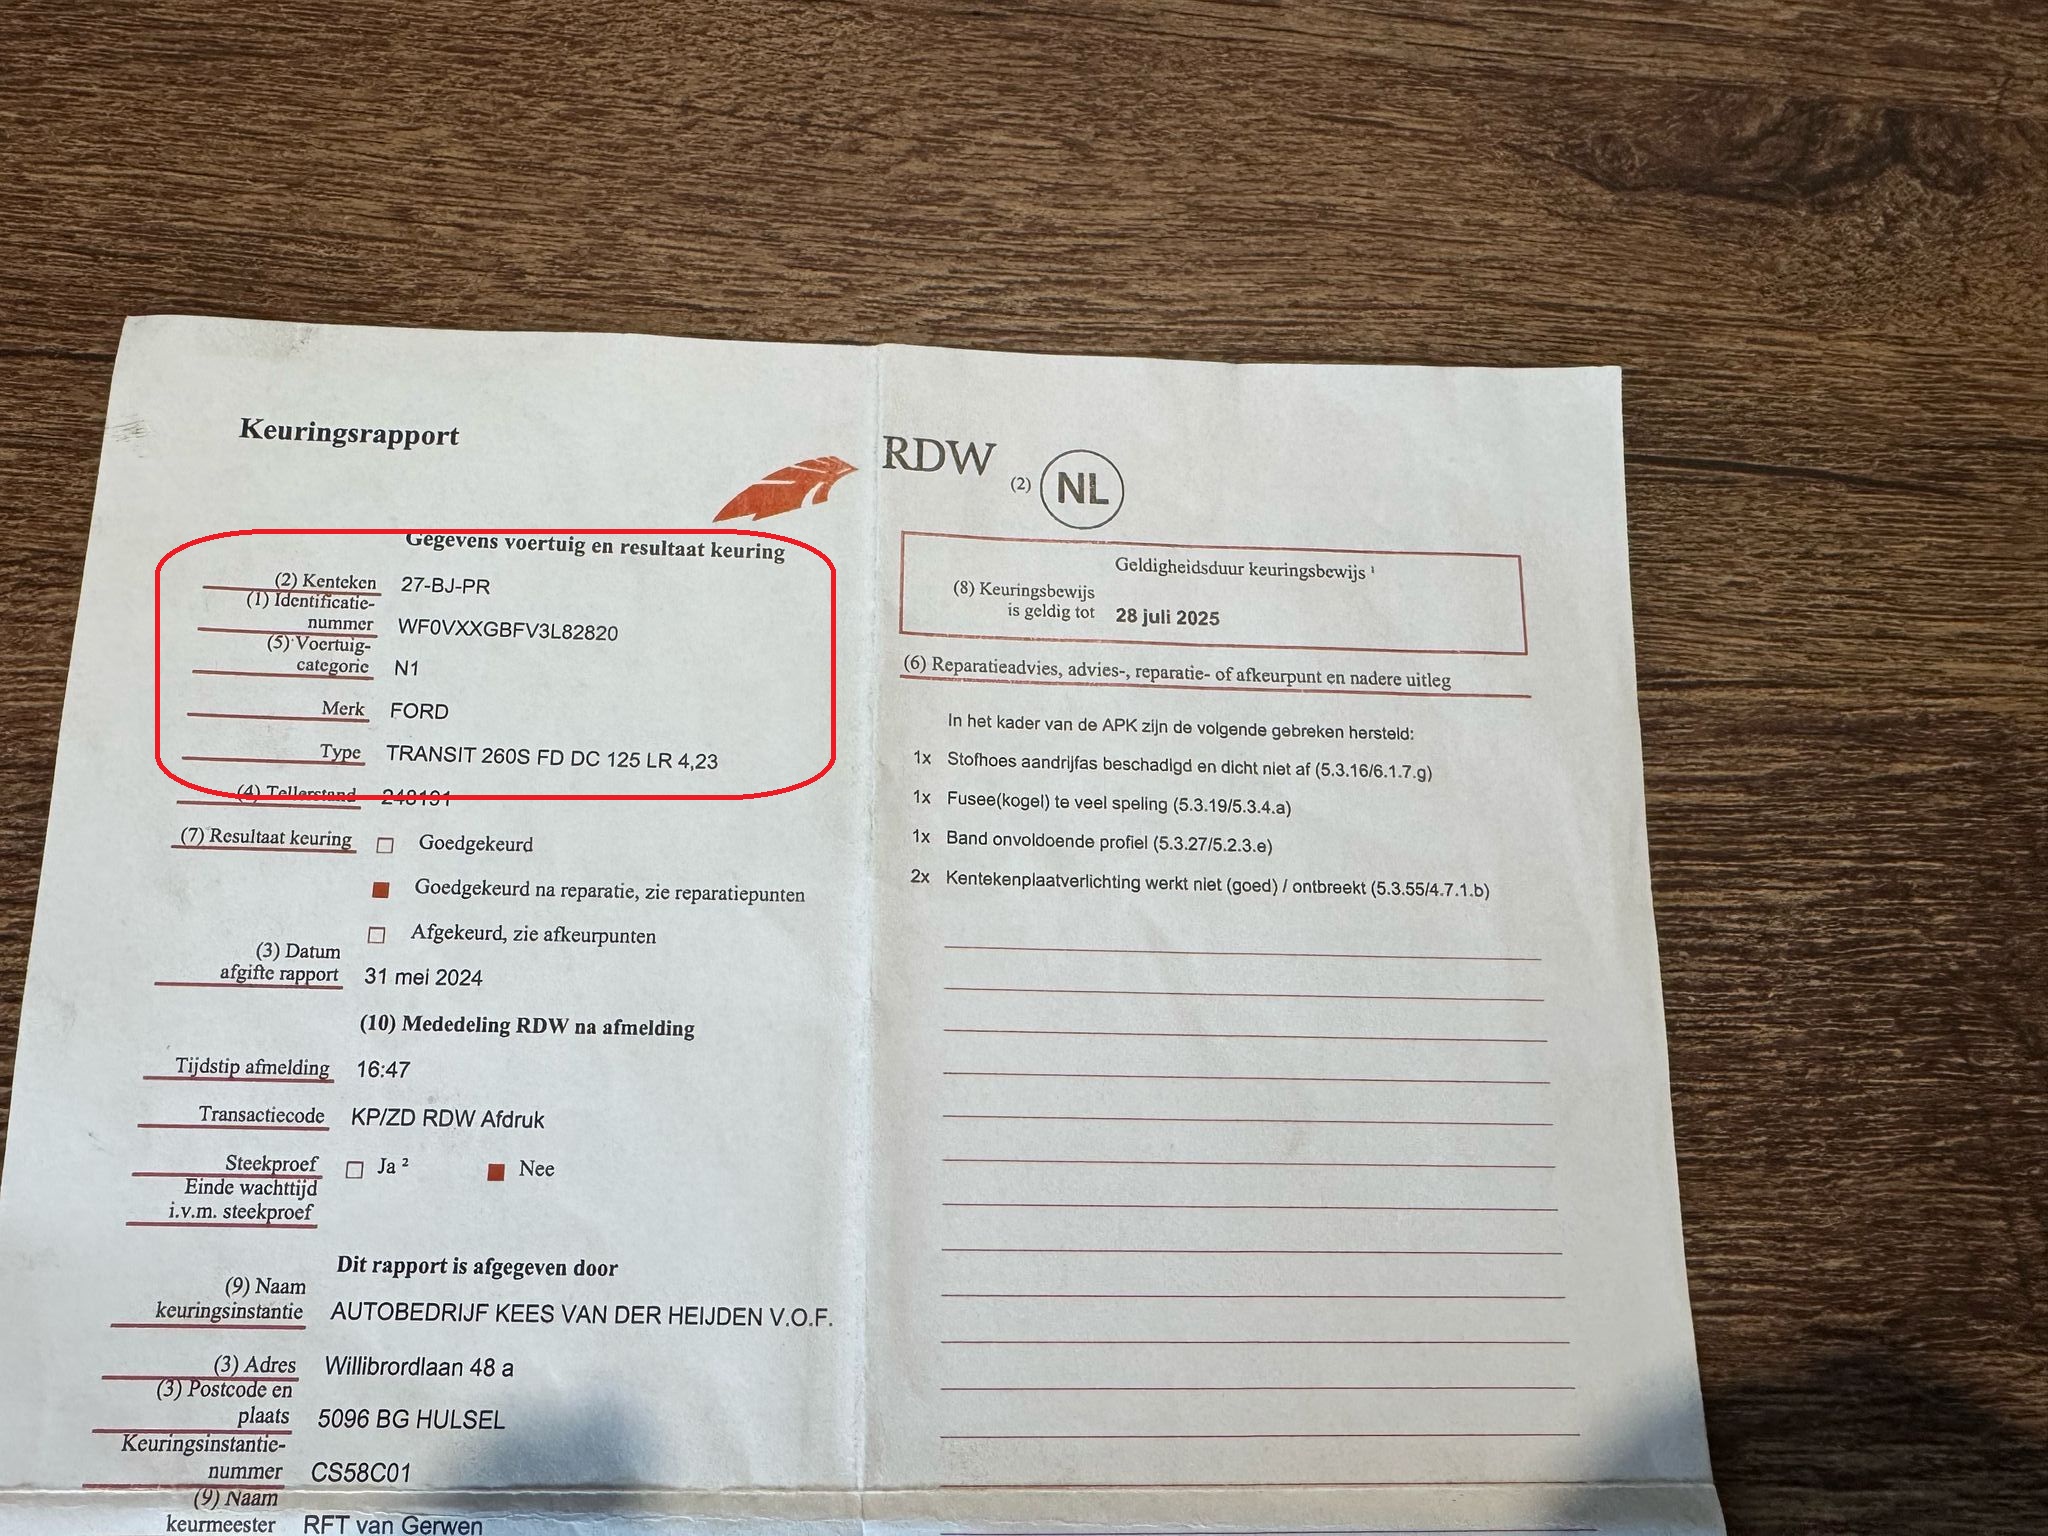 Keuringsrapport
RDW (2) NL
Gegevens voertuig en resultaat keuring
(2) Kenteken 27-BJ-PR
(1) Identificatie-
nummer WF0VXXGBFV3L82820
(5) Voertuig-
categorie N1
Merk FORD
Type TRANSIT 260S FD DC 125 LR 4,23
(4) Tellerstand 248191
(7) Resultaat keuring Goedgekeurd
Goedgekeurd na reparatie, zie reparatiepunten
Afgekeurd, zie afkeurpunten
(3) Datum
afgifte rapport 31 mei 2024
(10) Mededeling RDW na afmelding
Tijdstip afmelding 16:47
Transactiecode KP/ZD RDW Afdruk
Steekproef Ja ² Nee
Einde wachttijd
i.v.m. steekproef
Dit rapport is afgegeven door
(9) Naam
keuringsinstantie AUTOBEDRIJF KEES VAN DER HEIJDEN V.O.F.
(3) Adres Willibrordlaan 48 a
(3) Postcode en
plaats 5096 BG HULSEL
Keuringsinstantie-
nummer CS58C01
(9) Naam
keurmeester RFT van Gerwen
Geldigheidsduur keuringsbewijs ¹
(8) Keuringsbewijs
is geldig tot 28 juli 2025
(6) Reparatieadvies, advies-, reparatie- of afkeurpunt en nadere uitleg
In het kader van de APK zijn de volgende gebreken hersteld:
1x Stofhoes aandrijfas beschadigd en dicht niet af (5.3.16/6.1.7.g)
1x Fusee(kogel) te veel speling (5.3.19/5.3.4.a)
1x Band onvoldoende profiel (5.3.27/5.2.3.e)
2x Kentekenplaatverlichting werkt niet (goed) / ontbreekt (5.3.55/4.7.1.b)